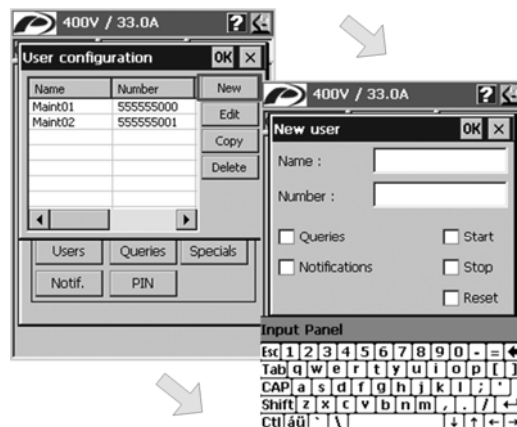 400V / 33.0A ?
User configuration OK ×
Name Number New
Maint01 555555000
Maint02 555555001
Edit
Copy
Delete
Users Queries Specials
Notif. PIN
400V / 33.0A ?
New user OK ×
Name :
Number :
Queries Start
Notifications Stop
Reset
Input Panel
Esc 1 2 3 4 5 6 7 8 9 0 - =
Tab q w e r t y u i o p [ ]
CAP a s d f g h j k l ; '
Shift z x c v b n m , . /
Ctl áü ` \